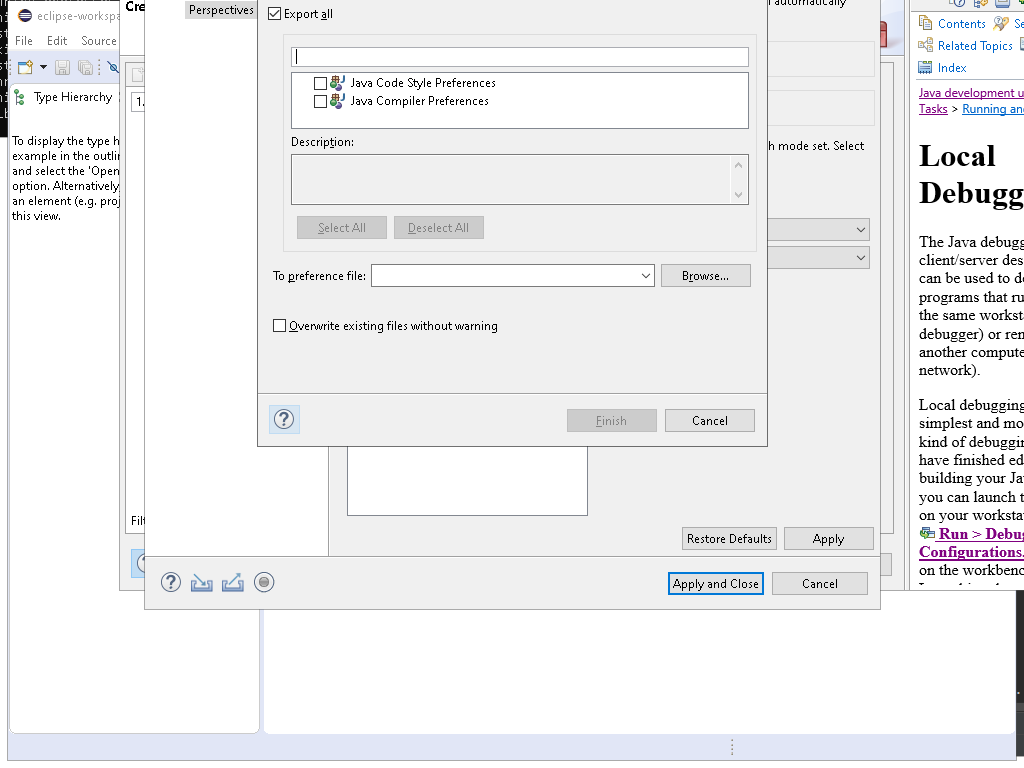 eclipse-workspa
File Edit Source
Type Hierarchy
To display the type h
example in the outlin
and select the 'Open
option. Alternatively
an element (e.g. proj
this view.
Cre
1.
Filt
Perspectives
Export all
Java Code Style Preferences
Java Compiler Preferences
Description:
Select All
Deselect All
To preference file:
Browse...
Overwrite existing files without warning
Finish
Cancel
automatically
h mode set. Select
Restore Defaults
Apply
Apply and Close
Cancel
Contents
Se
Related Topics
Index
Java development u
Tasks > Running and
Local
Debugg
The Java debugg
client/server des
can be used to de
programs that ru
the same worksta
debugger) or ren
another compute
network).
Local debugging
simplest and mo
kind of debuggin
have finished ed
building your Ja
you can launch t
on your workstat
Run > Debug
Configurations.
on the workbenc